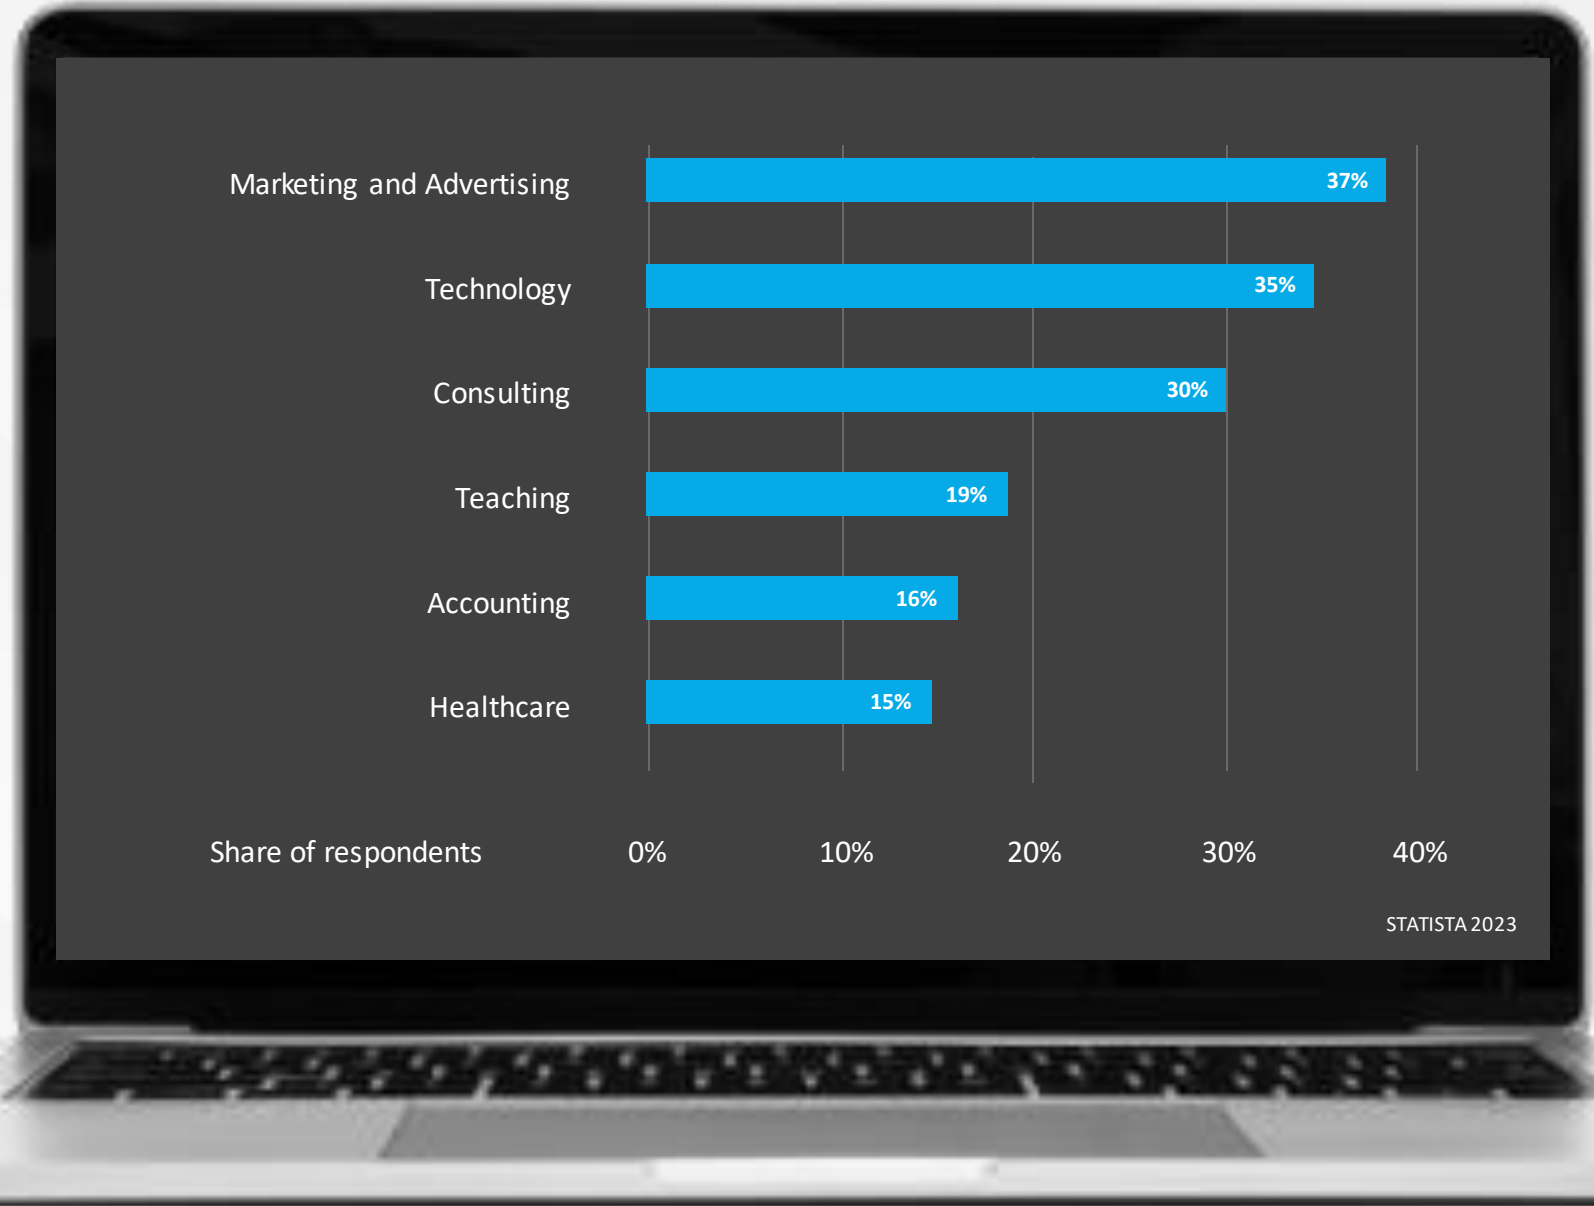 Marketing and Advertising 37%
Technology 35%
Consulting 30%
Teaching 19%
Accounting 16%
Healthcare 15%
Share of respondents 0% 10% 20% 30% 40%
STATISTA 2023